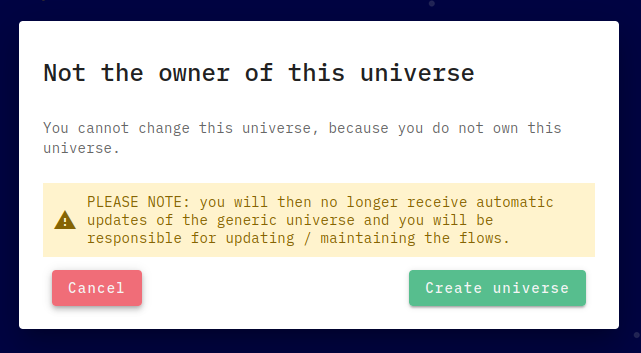 Not the owner of this universe
You cannot change this universe, because you do not own this
universe.
PLEASE NOTE: you will then no longer receive automatic
updates of the generic universe and you will be
responsible for updating / maintaining the flows.
Cancel
Create universe